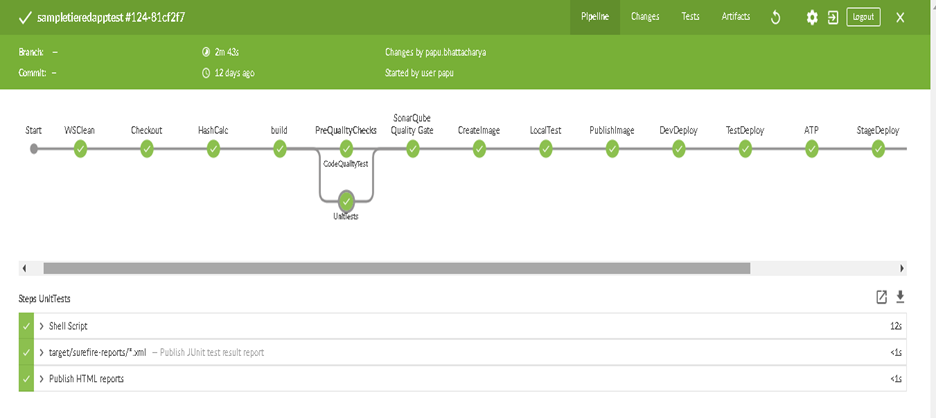 sampletieredapptest #124-81cf2f7
Pipeline Changes Tests Artifacts Logout
Branch: – 2m 43s Changes by papu.bhattacharya
Commit: – 12 days ago Started by user papu
SonarQube
Start WSClean Checkout HashCalc build PreQualityChecks Quality Gate CreateImage LocalTest PublishImage DevDeploy TestDeploy ATP StageDeploy
CodeQualityTest
UnitTests
Steps UnitTests
Shell Script 12s
target/surefire-reports/*.xml – Publish JUnit test result report <1s
Publish HTML reports <1s